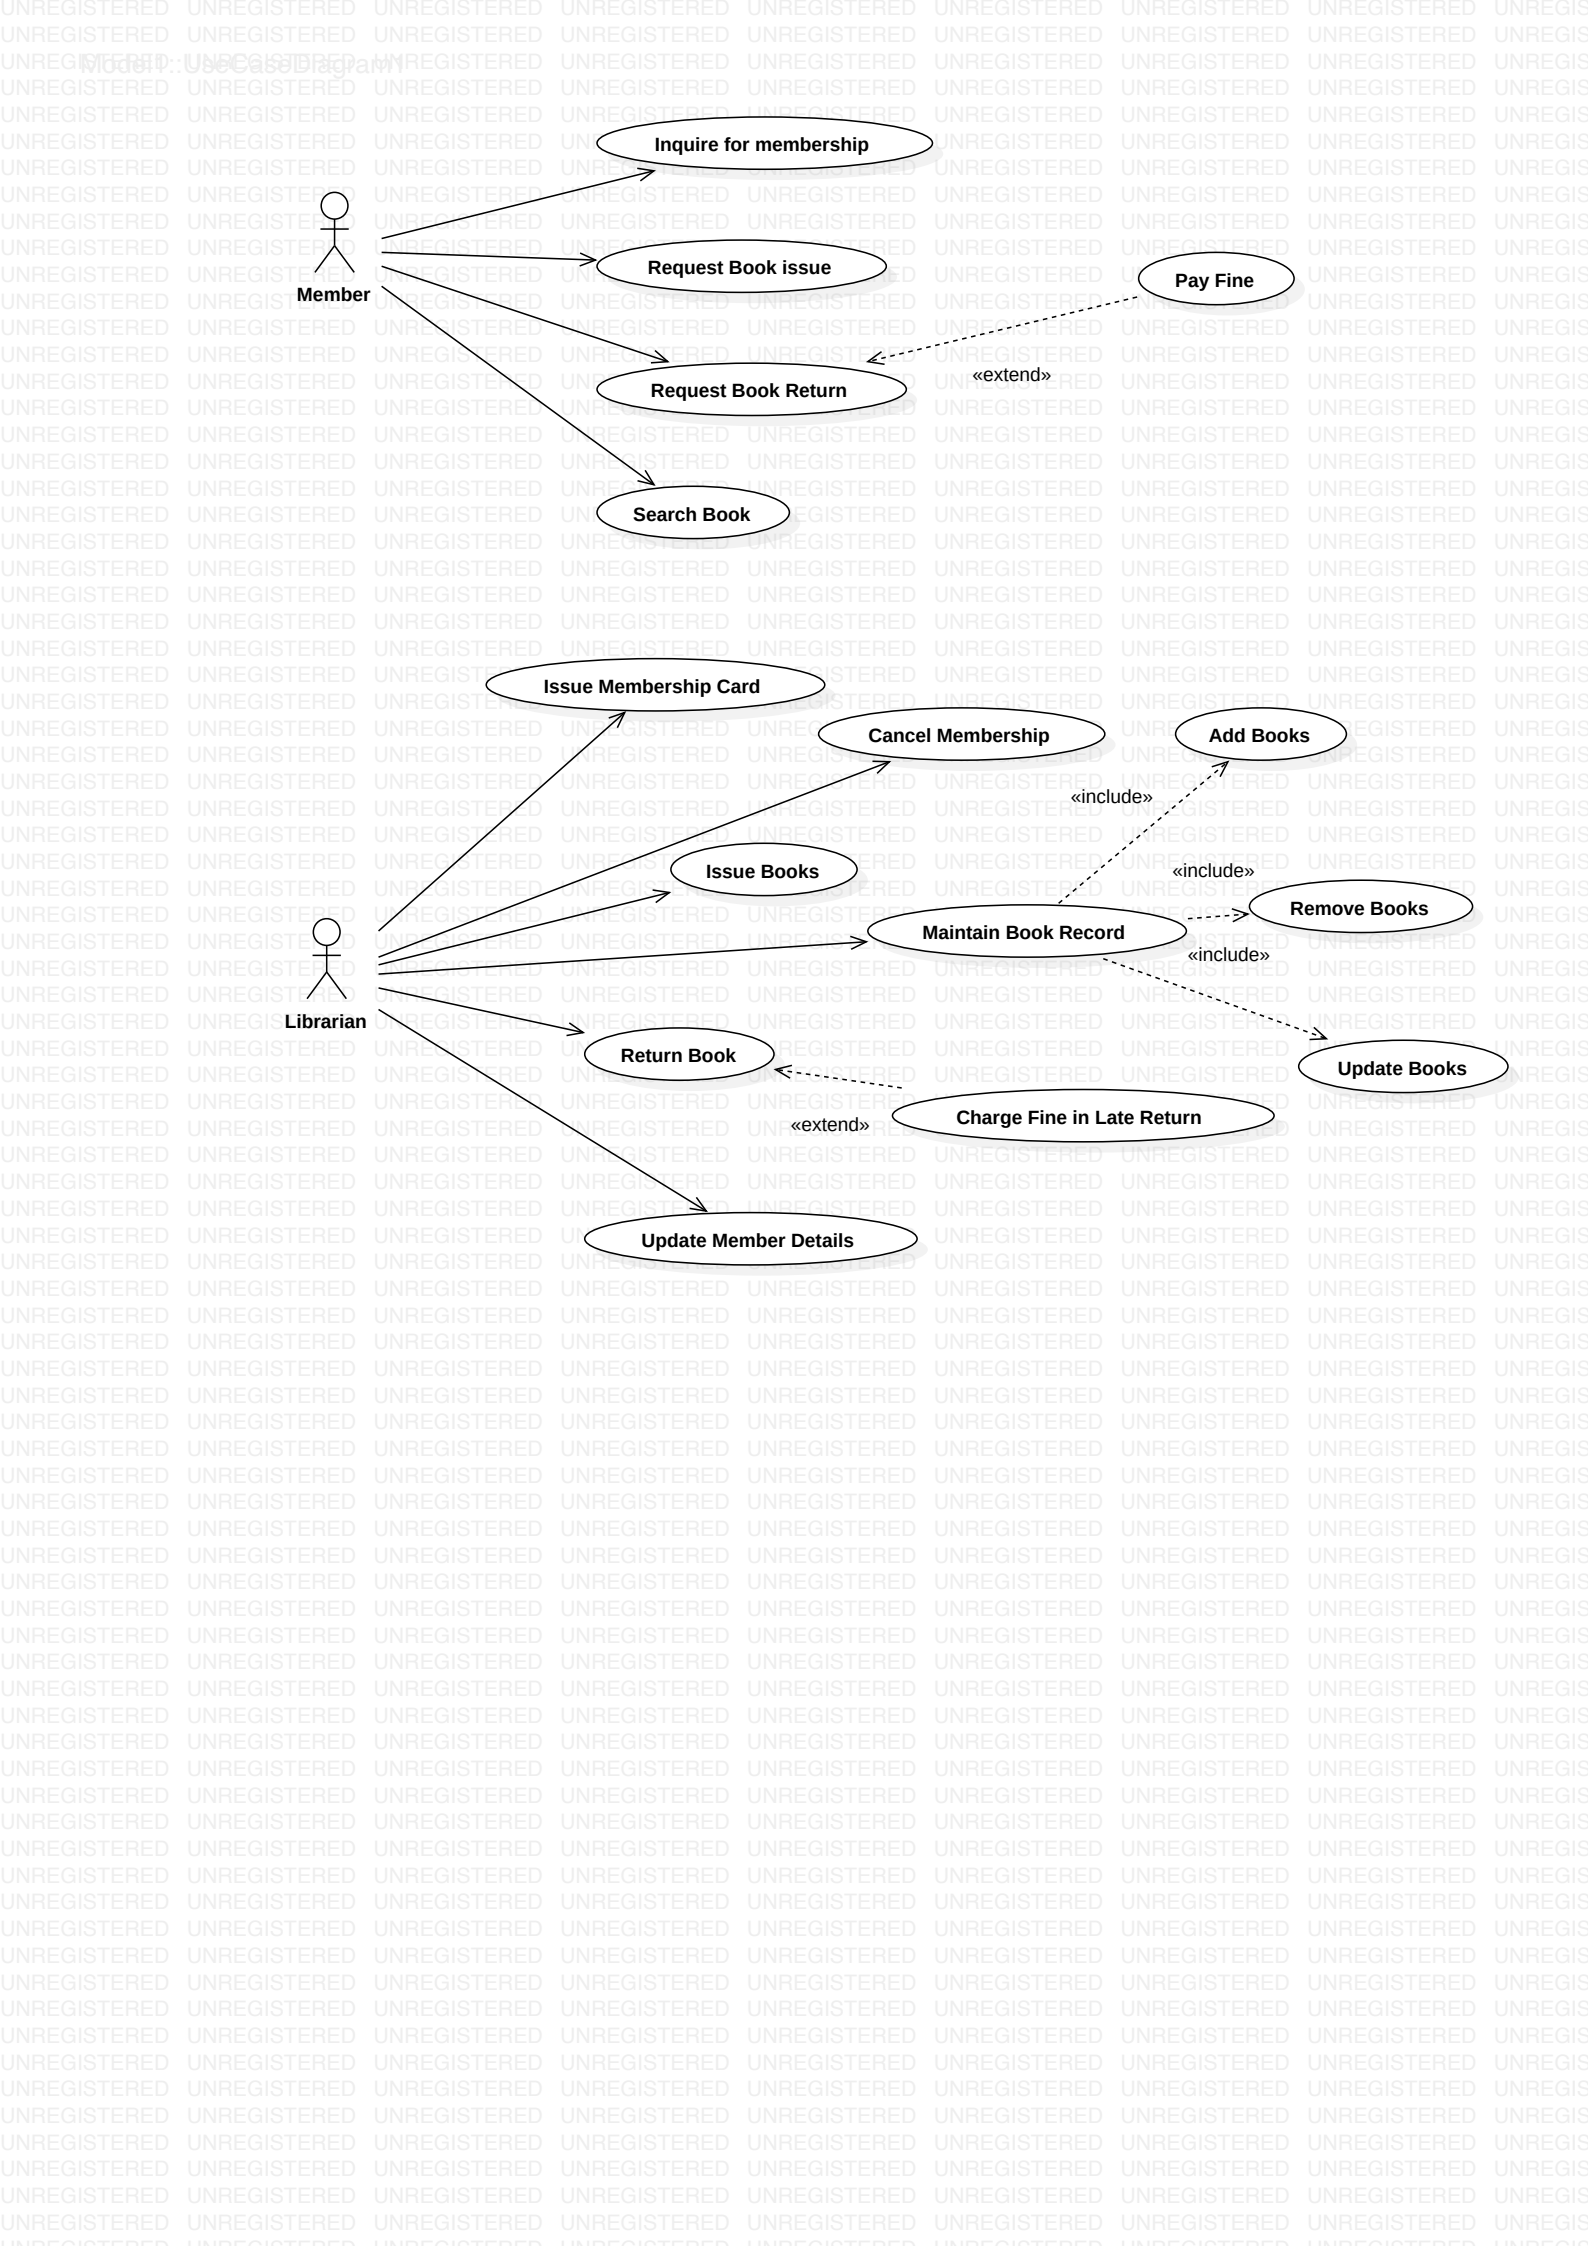 Model1::UseCaseDiagram1
Inquire for membership
Member
Request Book issue
Pay Fine
Request Book Return
«extend»
Search Book
Issue Membership Card
Cancel Membership
Add Books
«include»
Issue Books
«include»
Remove Books
Maintain Book Record
«include»
Librarian
Return Book
Update Books
«extend»
Charge Fine in Late Return
Update Member Details
UNREGISTERED